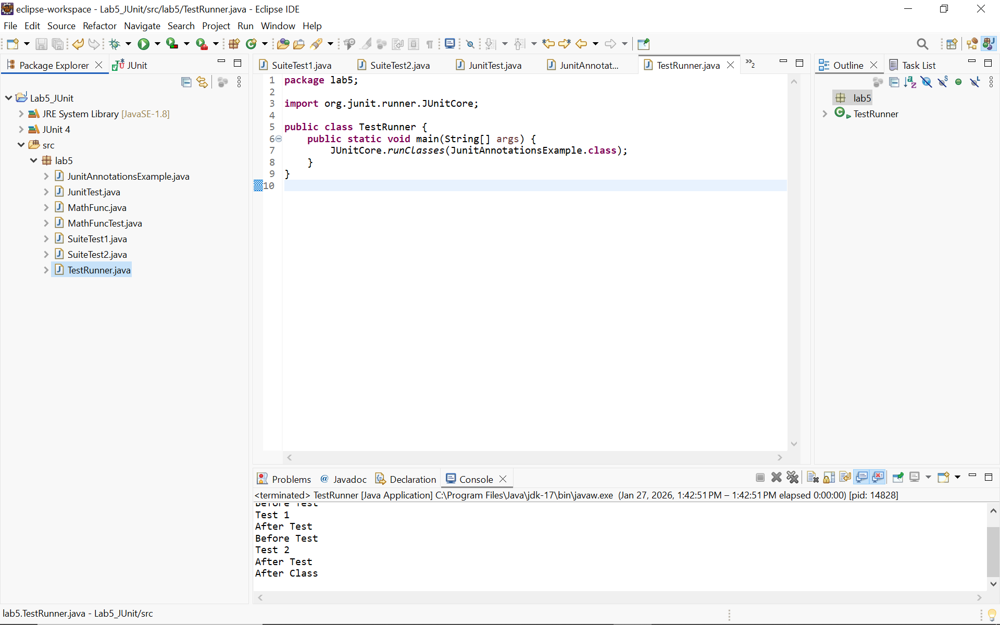 eclipse-workspace - Lab5_JUnit/src/lab5/TestRunner.java - Eclipse IDE
File Edit Source Refactor Navigate Search Project Run Window Help
Package Explorer JUnit
Lab5_JUnit
JRE System Library [JavaSE-1.8]
JUnit 4
src
lab5
JunitAnnotationsExample.java
JunitTest.java
MathFunc.java
MathFuncTest.java
SuiteTest1.java
SuiteTest2.java
TestRunner.java
SuiteTest1.java SuiteTest2.java JunitTest.java JunitAnnotat... TestRunner.java »2
1 package lab5;
2
3 import org.junit.runner.JUnitCore;
4
5 public class TestRunner {
6 public static void main(String[] args) {
7 JUnitCore.runClasses(JunitAnnotationsExample.class);
8 }
9 }
10
Outline Task List
lab5
TestRunner
Problems Javadoc Declaration Console
<terminated> TestRunner [Java Application] C:\Program Files\Java\jdk-17\bin\javaw.exe (Jan 27, 2026, 1:42:51 PM – 1:42:51 PM elapsed 0:00:00) [pid: 14828]
Before Test
Test 1
After Test
Before Test
Test 2
After Test
After Class
lab5.TestRunner.java - Lab5_JUnit/src